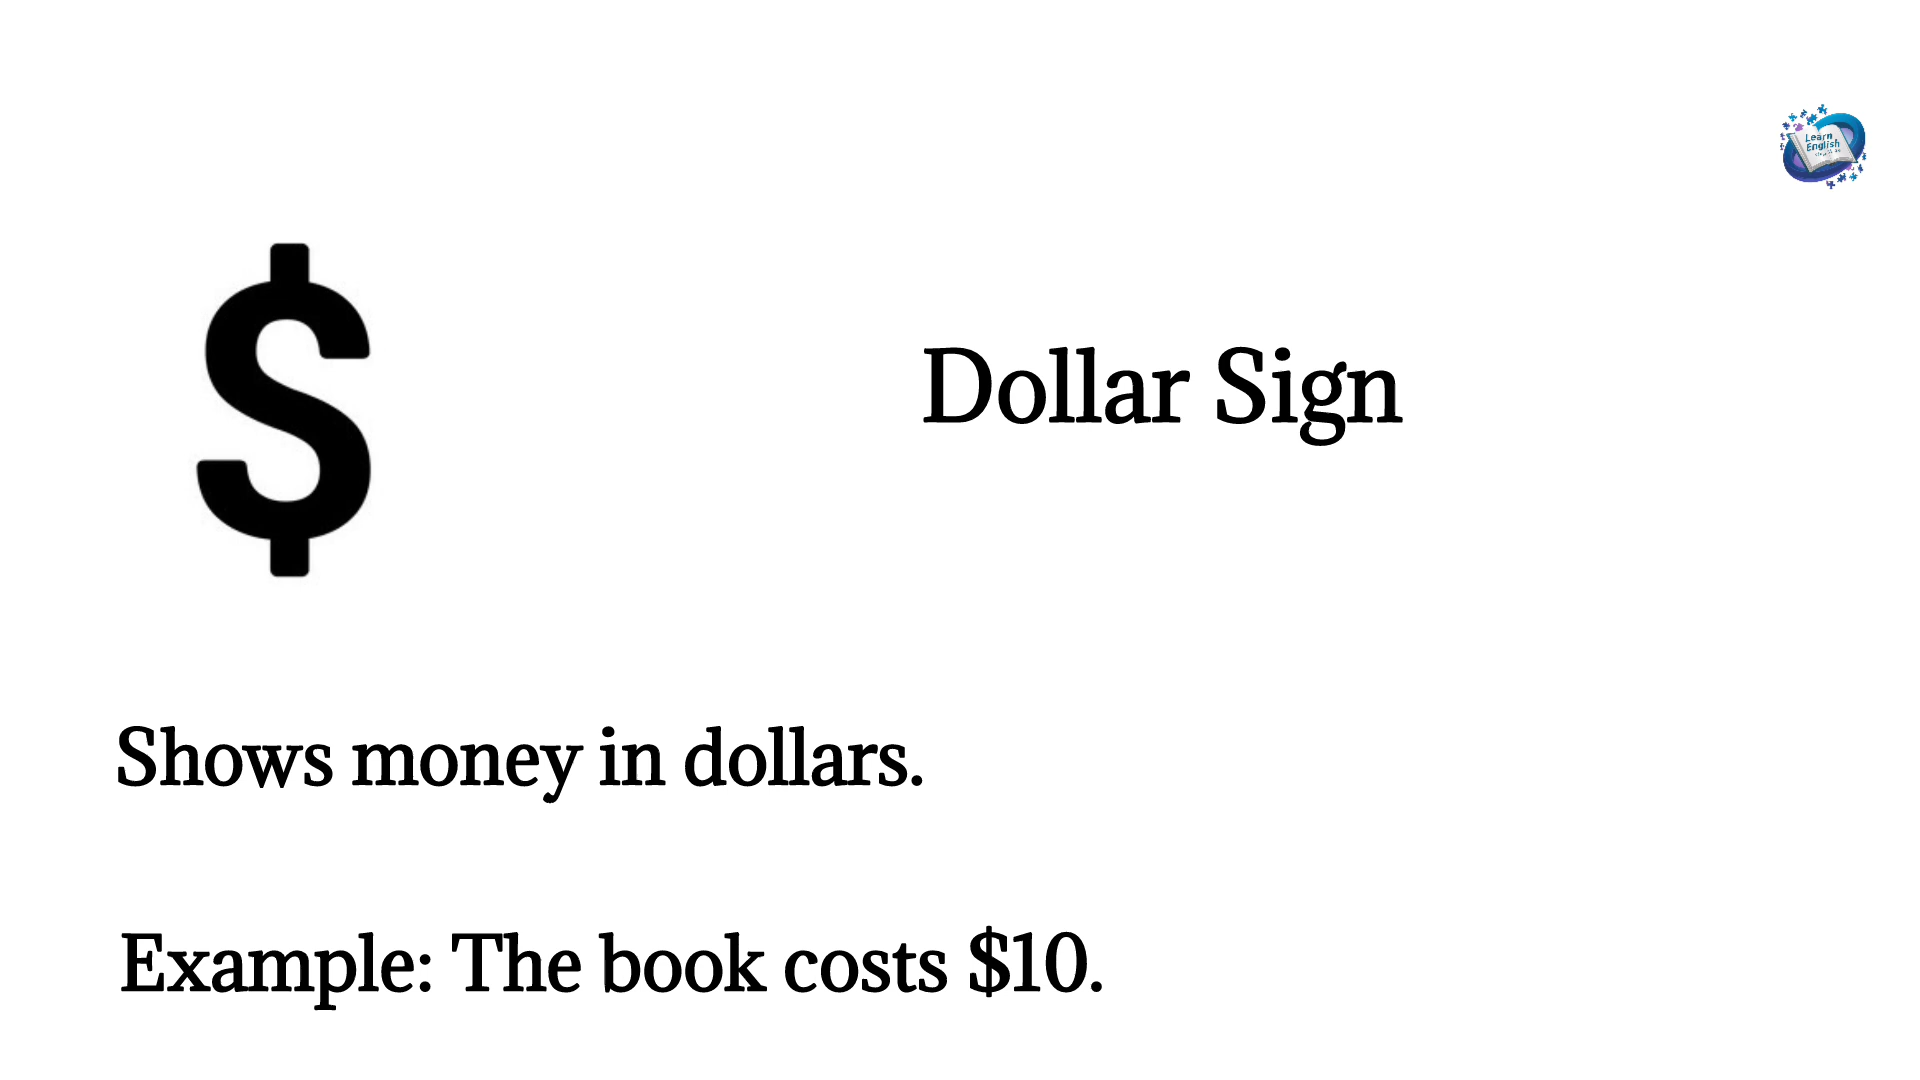 Learn
English
$
Dollar Sign
Shows money in dollars.
Example: The book costs $10.